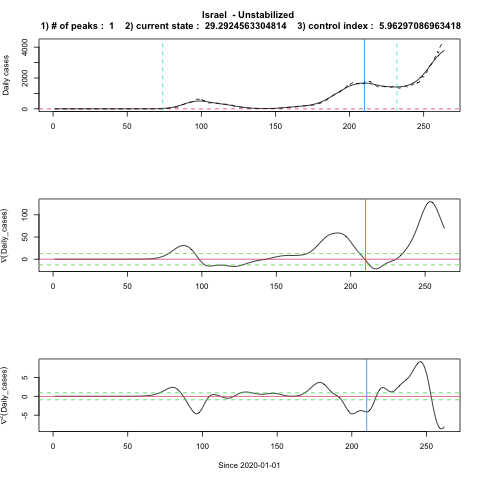 Israel - Unstabilized
1) # of peaks : 1 2) current state : 29.2924563304814 3) control index : 5.96297086963418
Daily cases
4000
2000
0
0 50 100 150 200 250
∇(Daily_cases)
100
50
0
0 50 100 150 200 250
∇²(Daily_cases)
5
0
-5
0 50 100 150 200 250
Since 2020-01-01